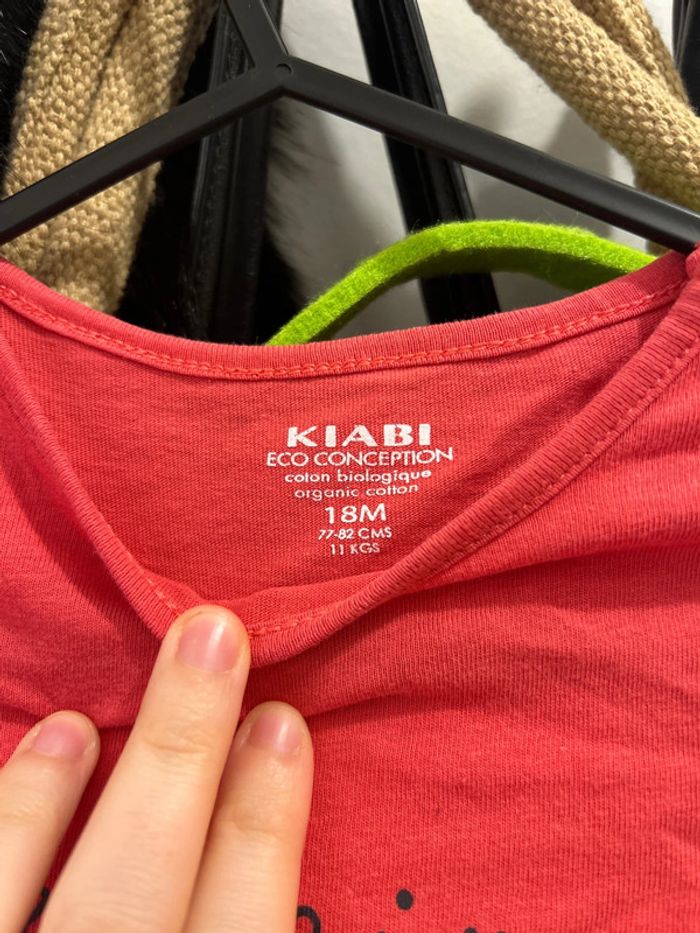 KIABI
ECO CONCEPTION
coton biologique
organic cotton
18M
77-82 CMS
11 KGS